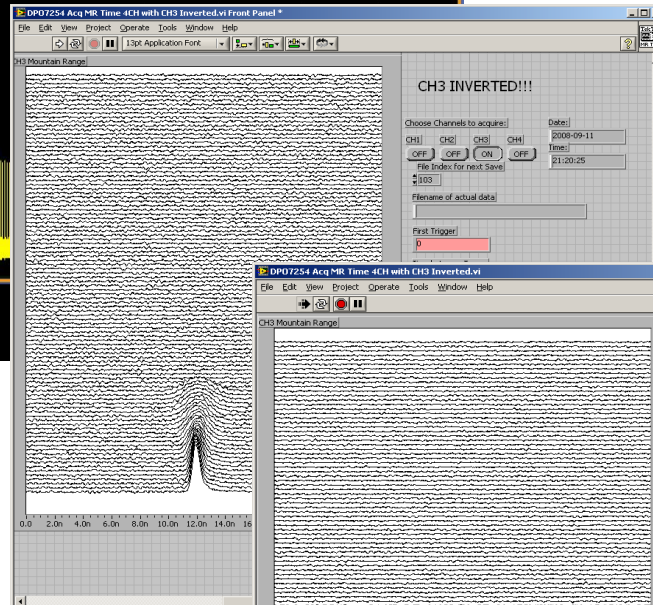 DPO7254 Acq MR Time 4CH with CH3 Inverted.vi Front Panel *
File Edit View Project Operate Tools Window Help
13pt Application Font
CH3 Mountain Range
CH3 INVERTED!!!
Choose Channels to acquire:
Date:
CH1 CH2 CH3 CH4
2008-09-11
OFF OFF ON OFF
Time:
File Index for next Save
21:20:25
103
Filename of actual data
First Trigger
0
DPO7254 Acq MR Time 4CH with CH3 Inverted.vi
File Edit View Project Operate Tools Window Help
CH3 Mountain Range
0.0 2.0n 4.0n 6.0n 8.0n 10.0n 12.0n 14.0n 16